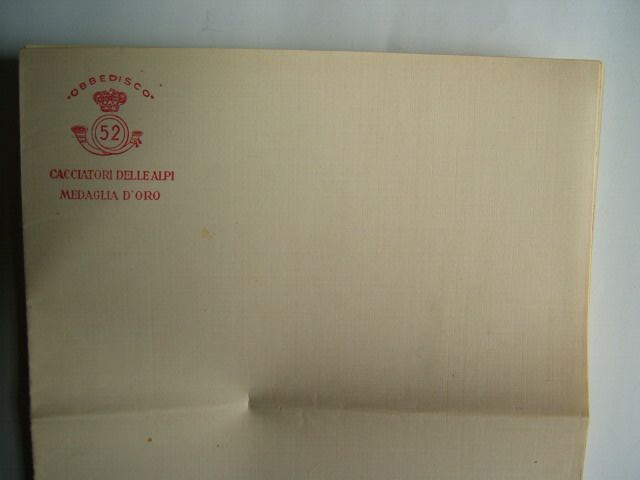 "OBBEDISCO"
52
CACCIATORI DELLE ALPI
MEDAGLIA D'ORO